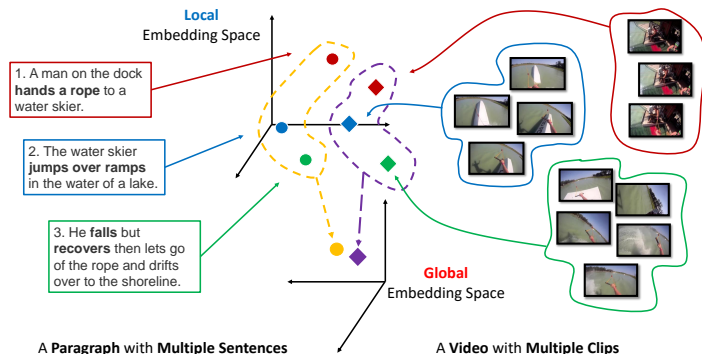 Local
Embedding Space
1. A man on the dock
hands a rope to a
water skier.
2. The water skier
jumps over ramps
in the water of a lake.
3. He falls but
recovers then lets go
of the rope and drifts
over to the shoreline.
Global
Embedding Space
A Paragraph with Multiple Sentences
A Video with Multiple Clips